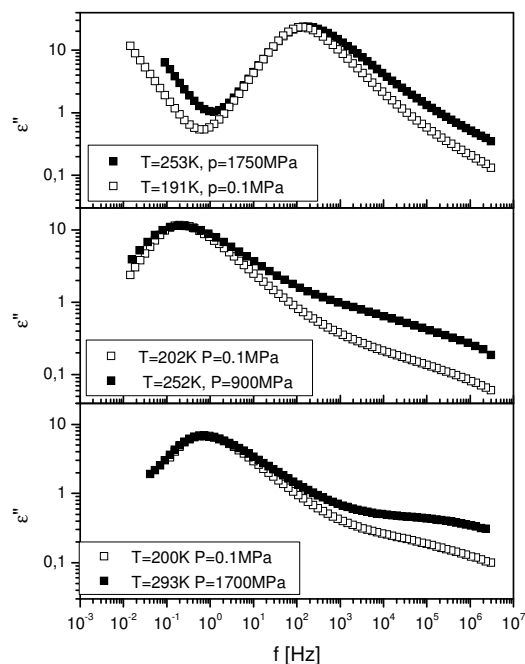 10
1
0,1
ε''
T=253K, p=1750MPa
T=191K, p=0.1MPa
10
1
0,1
ε''
T=202K P=0.1MPa
T=252K, P=900MPa
10
1
0,1
ε''
T=200K P=0.1MPa
T=293K P=1700MPa
10⁻³ 10⁻² 10⁻¹ 10⁰ 10¹ 10² 10³ 10⁴ 10⁵ 10⁶ 10⁷
f [Hz]